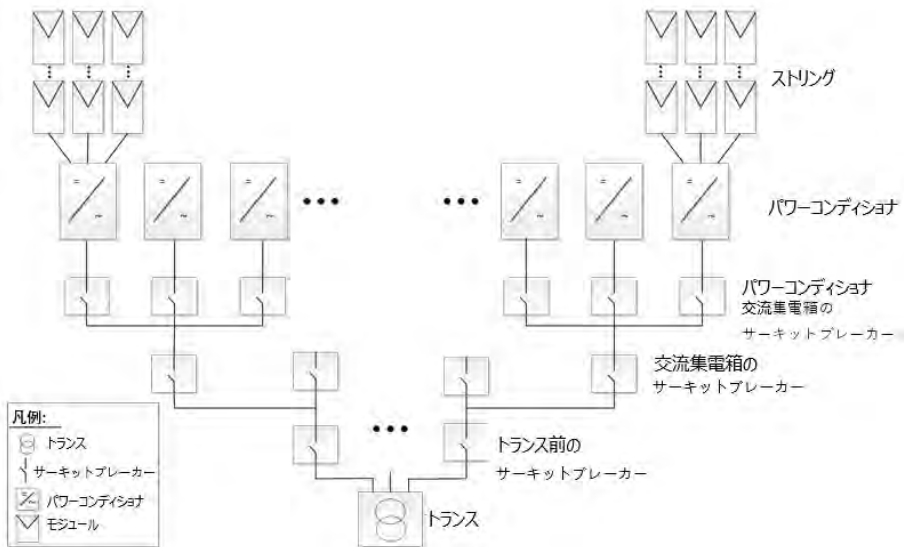 ストリング
パワーコンディショナ
パワーコンディショナ
交流集電箱の
サーキットブレーカー
交流集電箱の
サーキットブレーカー
トランス前の
サーキットブレーカー
トランス
凡例:
トランス
サーキットブレーカー
パワーコンディショナ
モジュール